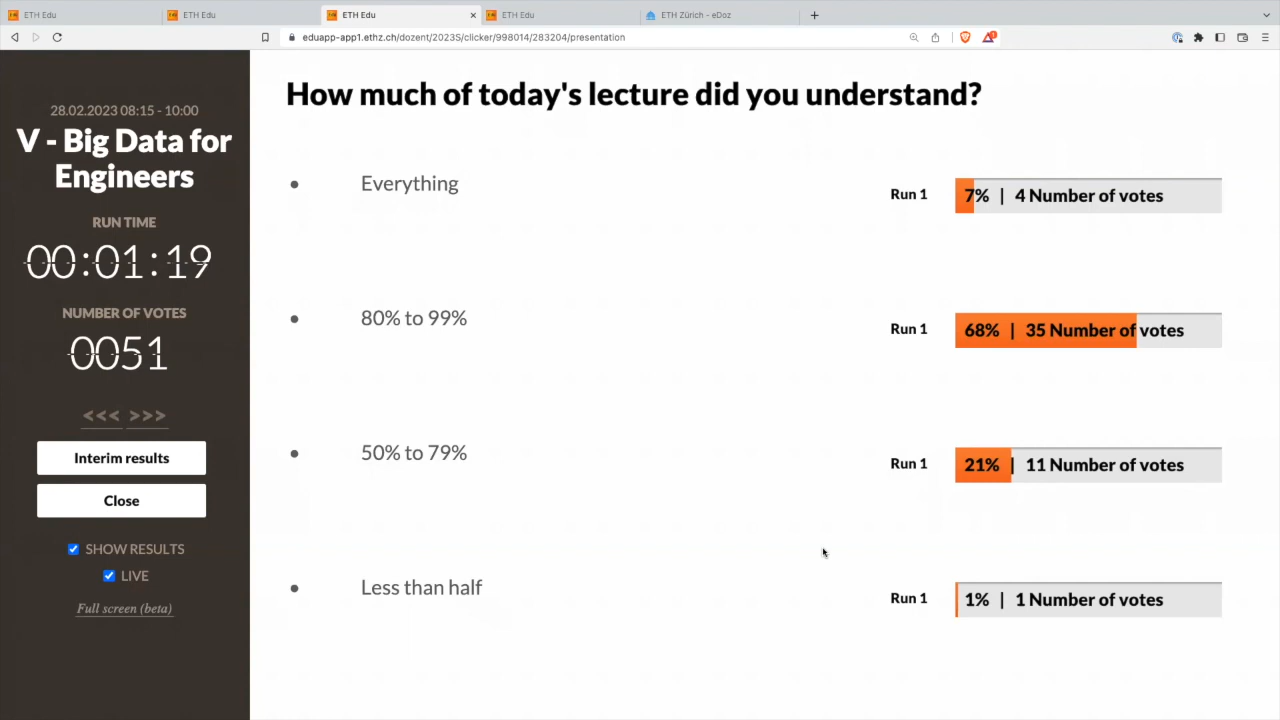 ETH Edu
ETH Edu
ETH Edu
ETH Edu
ETH Zürich - eDoz
eduapp-app1.ethz.ch/dozent/2023S/clicker/998014/283204/presentation
28.02.2023 08:15 - 10:00
V - Big Data for
Engineers
RUN TIME
00:01:19
NUMBER OF VOTES
0051
<<< >>>
Interim results
Close
SHOW RESULTS
LIVE
Full screen (beta)
How much of today's lecture did you understand?
Everything
Run 1
7% | 4 Number of votes
80% to 99%
Run 1
68% | 35 Number of votes
50% to 79%
Run 1
21% | 11 Number of votes
Less than half
Run 1
1% | 1 Number of votes